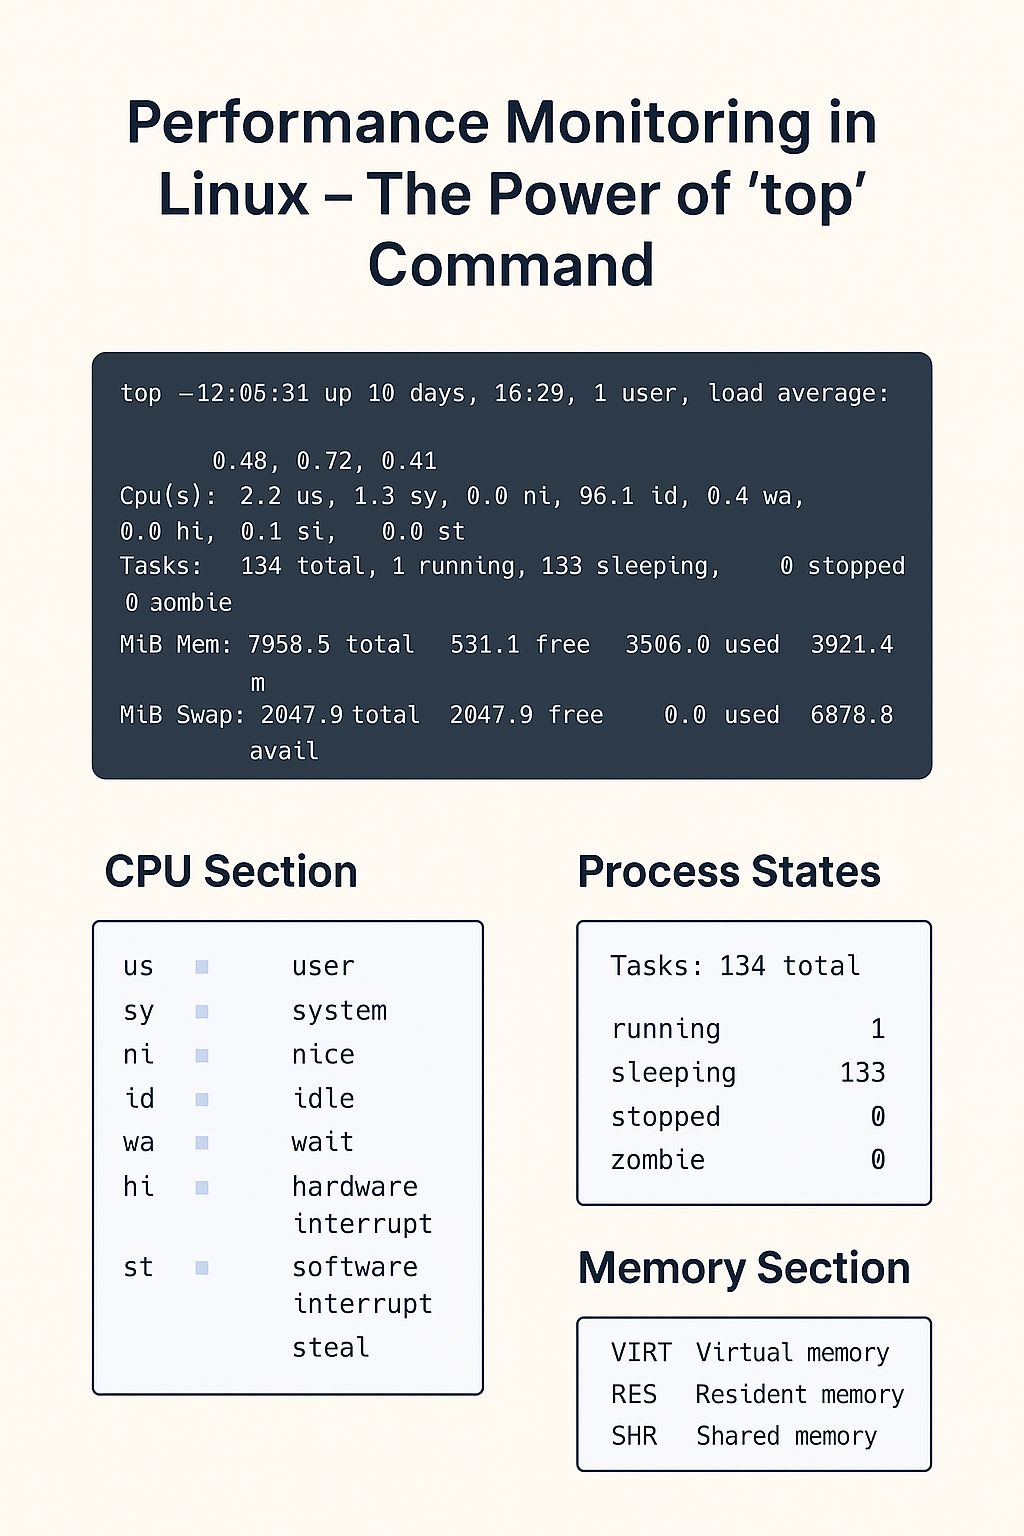 Performance Monitoring in
Linux – The Power of ’top’
Command
top –12:05:31 up 10 days, 16:29, 1 user, load average:
0.48, 0.72, 0.41
Cpu(s): 2.2 us, 1.3 sy, 0.0 ni, 96.1 id, 0.4 wa,
0.0 hi, 0.1 si, 0.0 st
Tasks: 134 total, 1 running, 133 sleeping, 0 stopped
0 aombie
MiB Mem: 7958.5 total 531.1 free 3506.0 used 3921.4
m
MiB Swap: 2047.9 total 2047.9 free 0.0 used 6878.8
avail
CPU Section
us user
sy system
ni nice
id idle
wa wait
hi hardware
interrupt
st software
interrupt
steal
Process States
Tasks: 134 total
running 1
sleeping 133
stopped 0
zombie 0
Memory Section
VIRT Virtual memory
RES Resident memory
SHR Shared memory